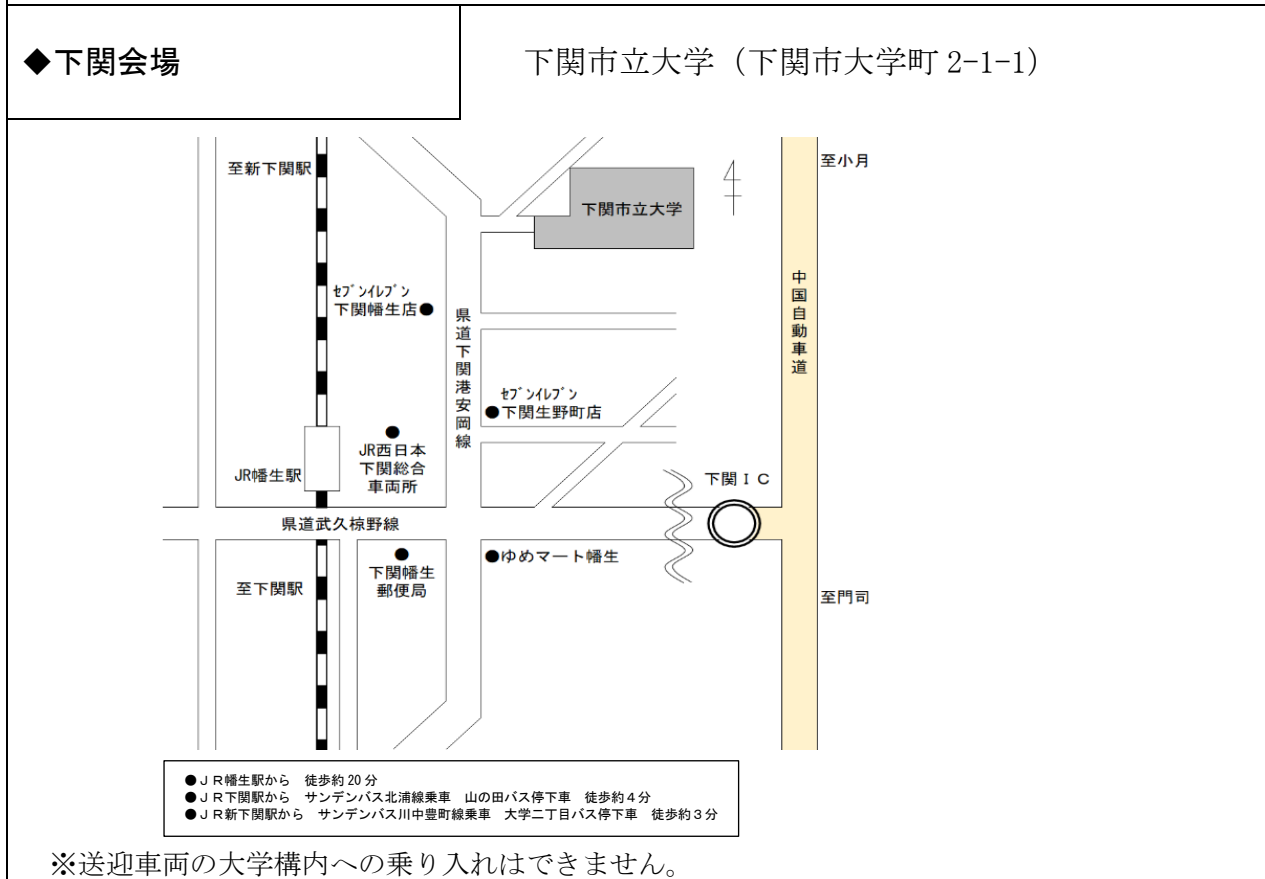 ◆下関会場
下関市立大学（下関市大学町 2-1-1）
至新下関駅
至小月
下関市立大学
中国自動車道
ｾﾌﾞﾝｲﾚﾌﾞﾝ
下関幡生店●
県道下関港安岡線
ｾﾌﾞﾝｲﾚﾌﾞﾝ
●下関生野町店
●
JR西日本
下関総合
車両所
JR幡生駅
下関ＩＣ
県道武久椋野線
●
下関幡生
郵便局
●ゆめマート幡生
至下関駅
至門司
●ＪＲ幡生駅から　徒歩約 20 分
●ＪＲ下関駅から　サンデンバス北浦線乗車　山の田バス停下車　徒歩約４分
●ＪＲ新下関駅から　サンデンバス川中豊町線乗車　大学二丁目バス停下車　徒歩約３分
※送迎車両の大学構内への乗り入れはできません。